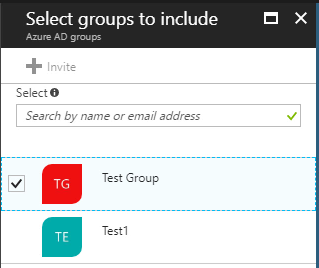 Select groups to include
Azure AD groups
Invite
Select
Search by name or email address
TG Test Group
TE Test1